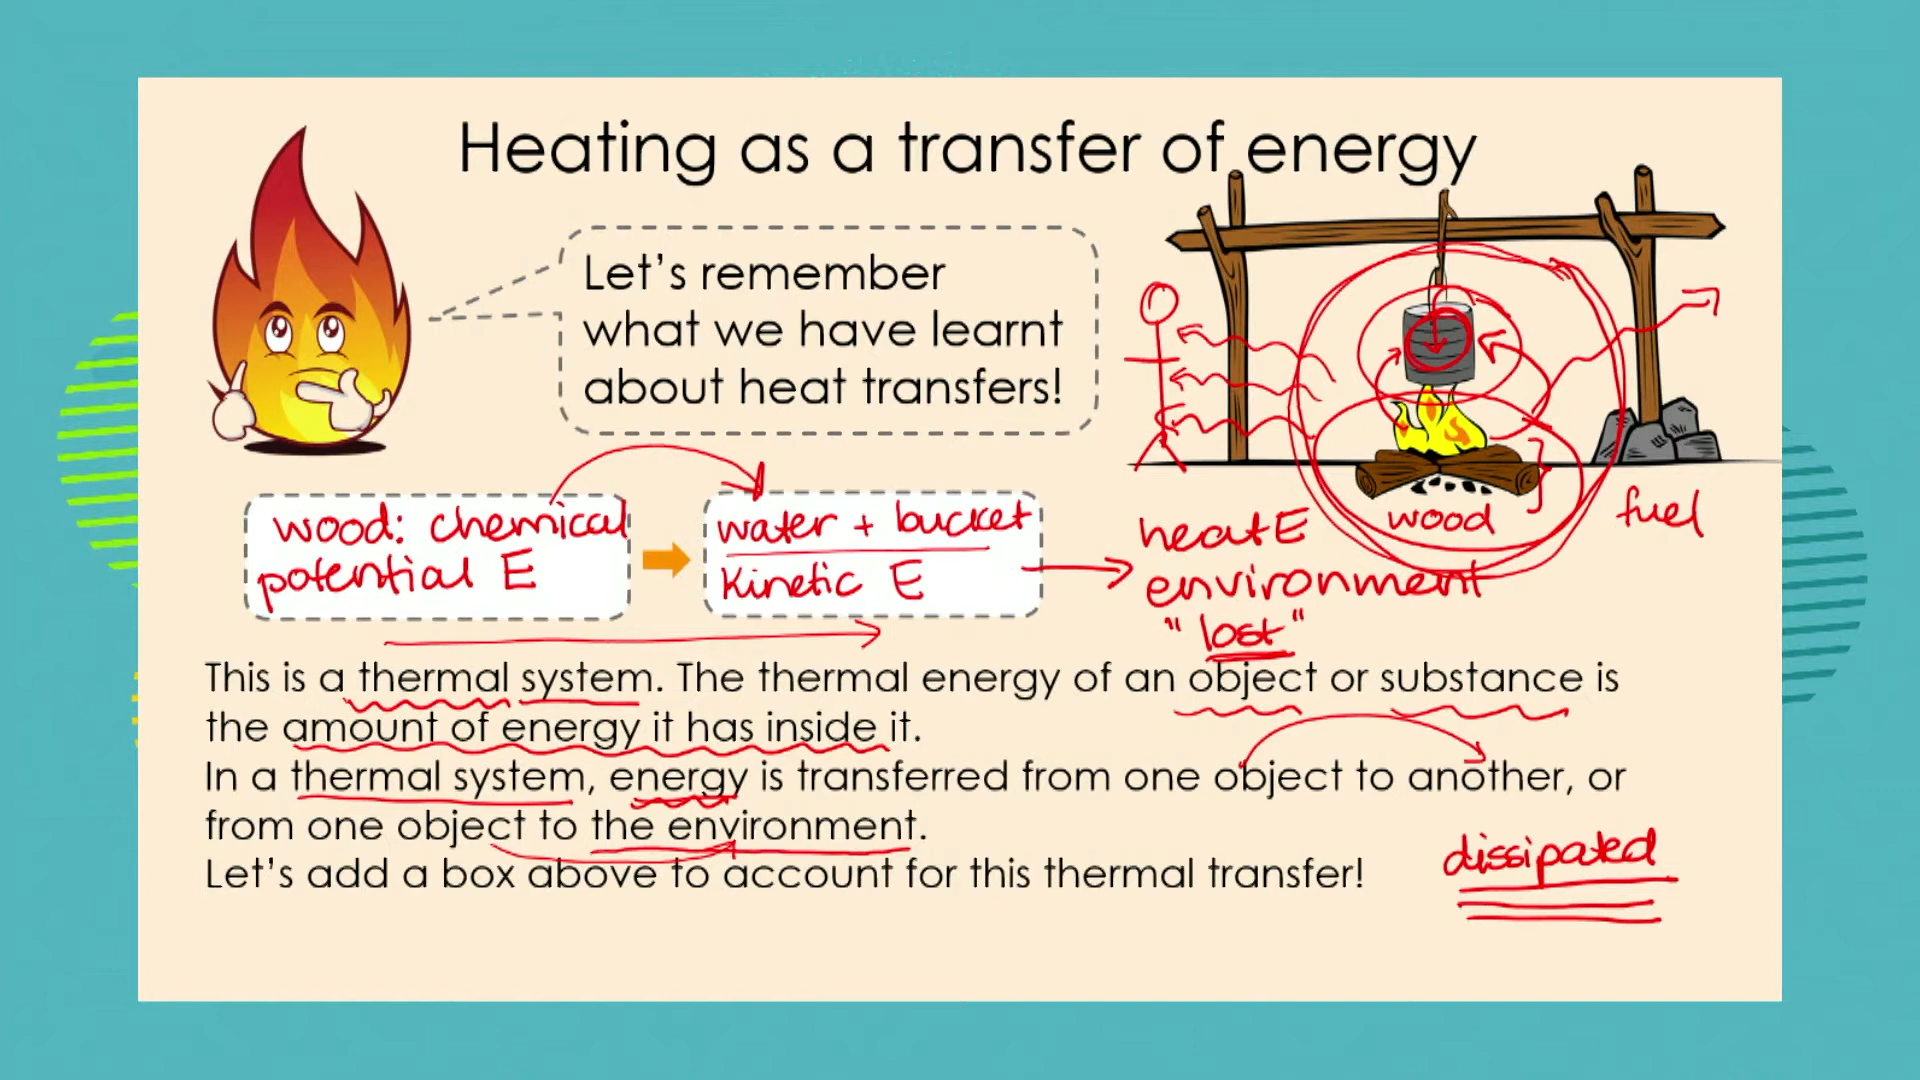 Heating as a transfer of energy
Let’s remember
what we have learnt
about heat transfers!
wood: chemical
potential E
water + bucket
Kinetic E
heat E
environment
"lost"
wood
fuel
This is a thermal system. The thermal energy of an object or substance is
the amount of energy it has inside it.
In a thermal system, energy is transferred from one object to another, or
from one object to the environment.
Let’s add a box above to account for this thermal transfer!
dissipated